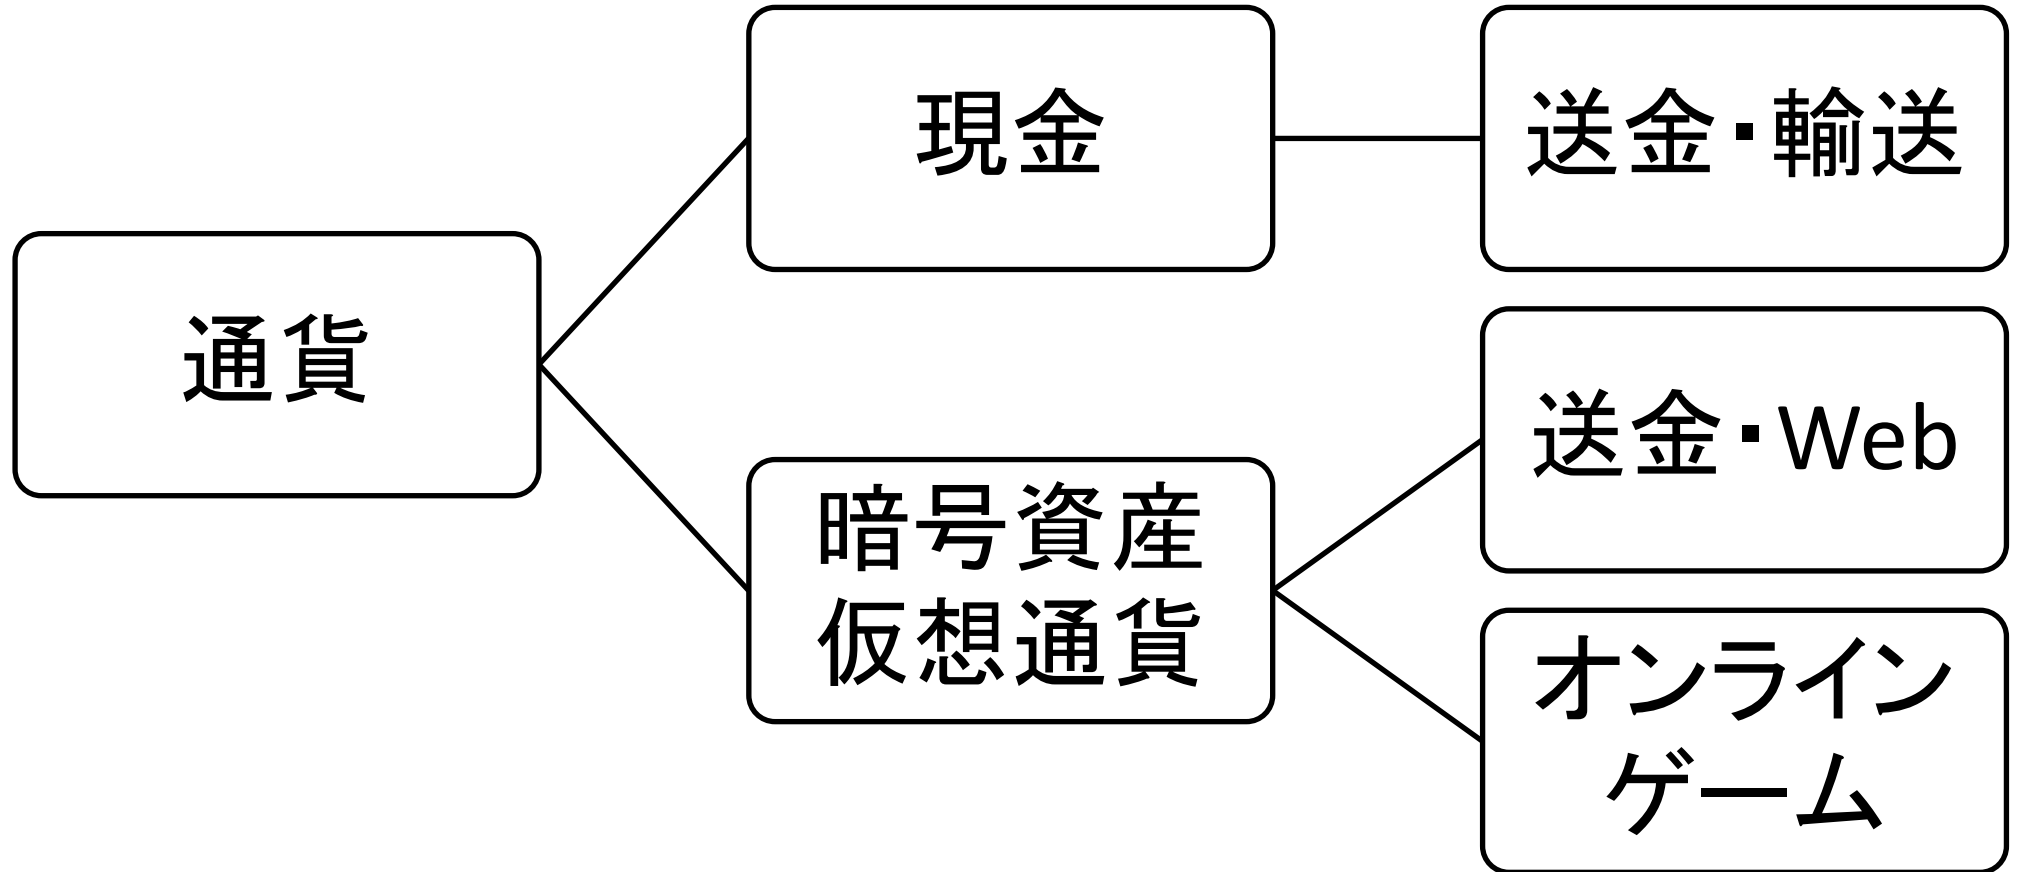 通貨
現金
送金・輸送
暗号資産
仮想通貨
送金・Web
オンライン
ゲーム